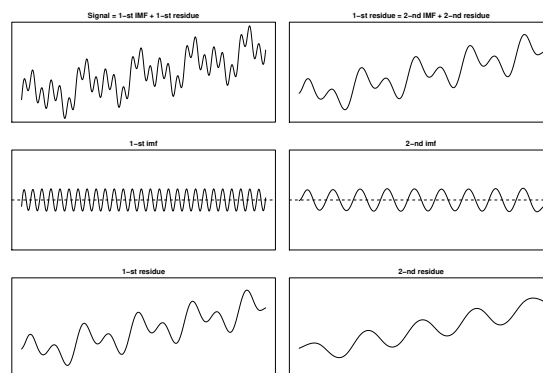 Signal = 1−st IMF + 1−st residue
1−st residue = 2−nd IMF + 2−nd residue
1−st imf
2−nd imf
1−st residue
2−nd residue